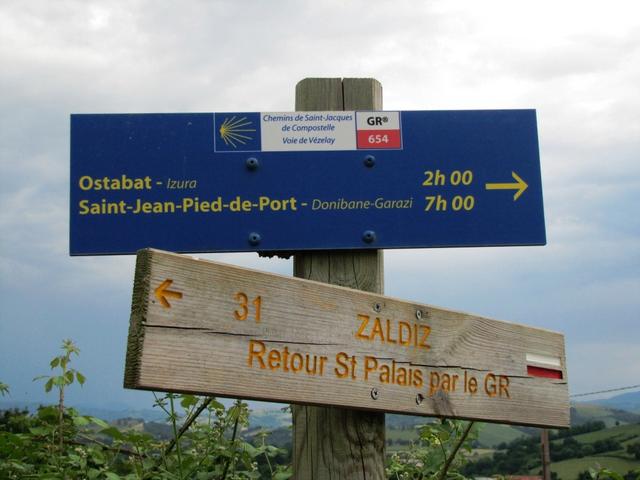 Chemins de Saint-Jacques
de Compostelle
Voie de Vézelay
GR®
654
Ostabat - Izura 2h 00
Saint-Jean-Pied-de-Port - Donibane-Garazi 7h 00
31 ZALDIZ
Retour St Palais par le GR